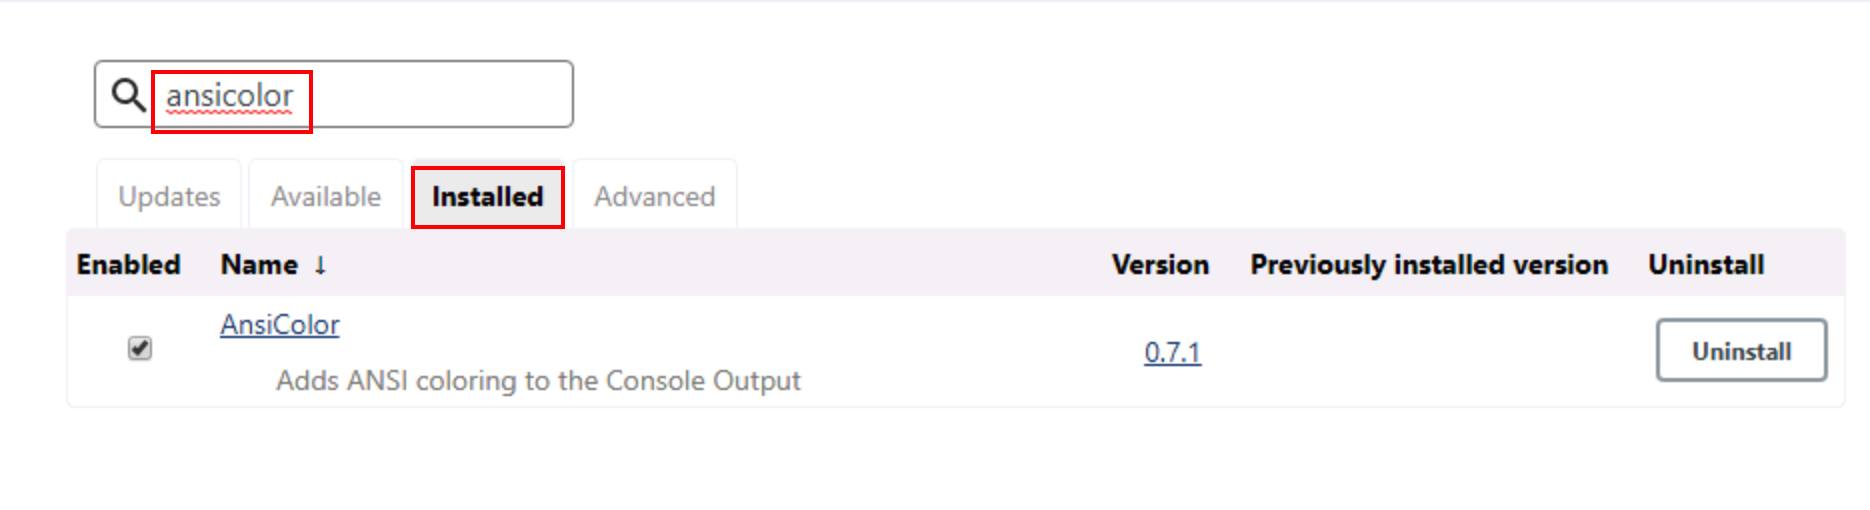 ansicolor
Updates Available Installed Advanced
Enabled Name ↓ Version Previously installed version Uninstall
AnsiColor
0.7.1 Uninstall
Adds ANSI coloring to the Console Output